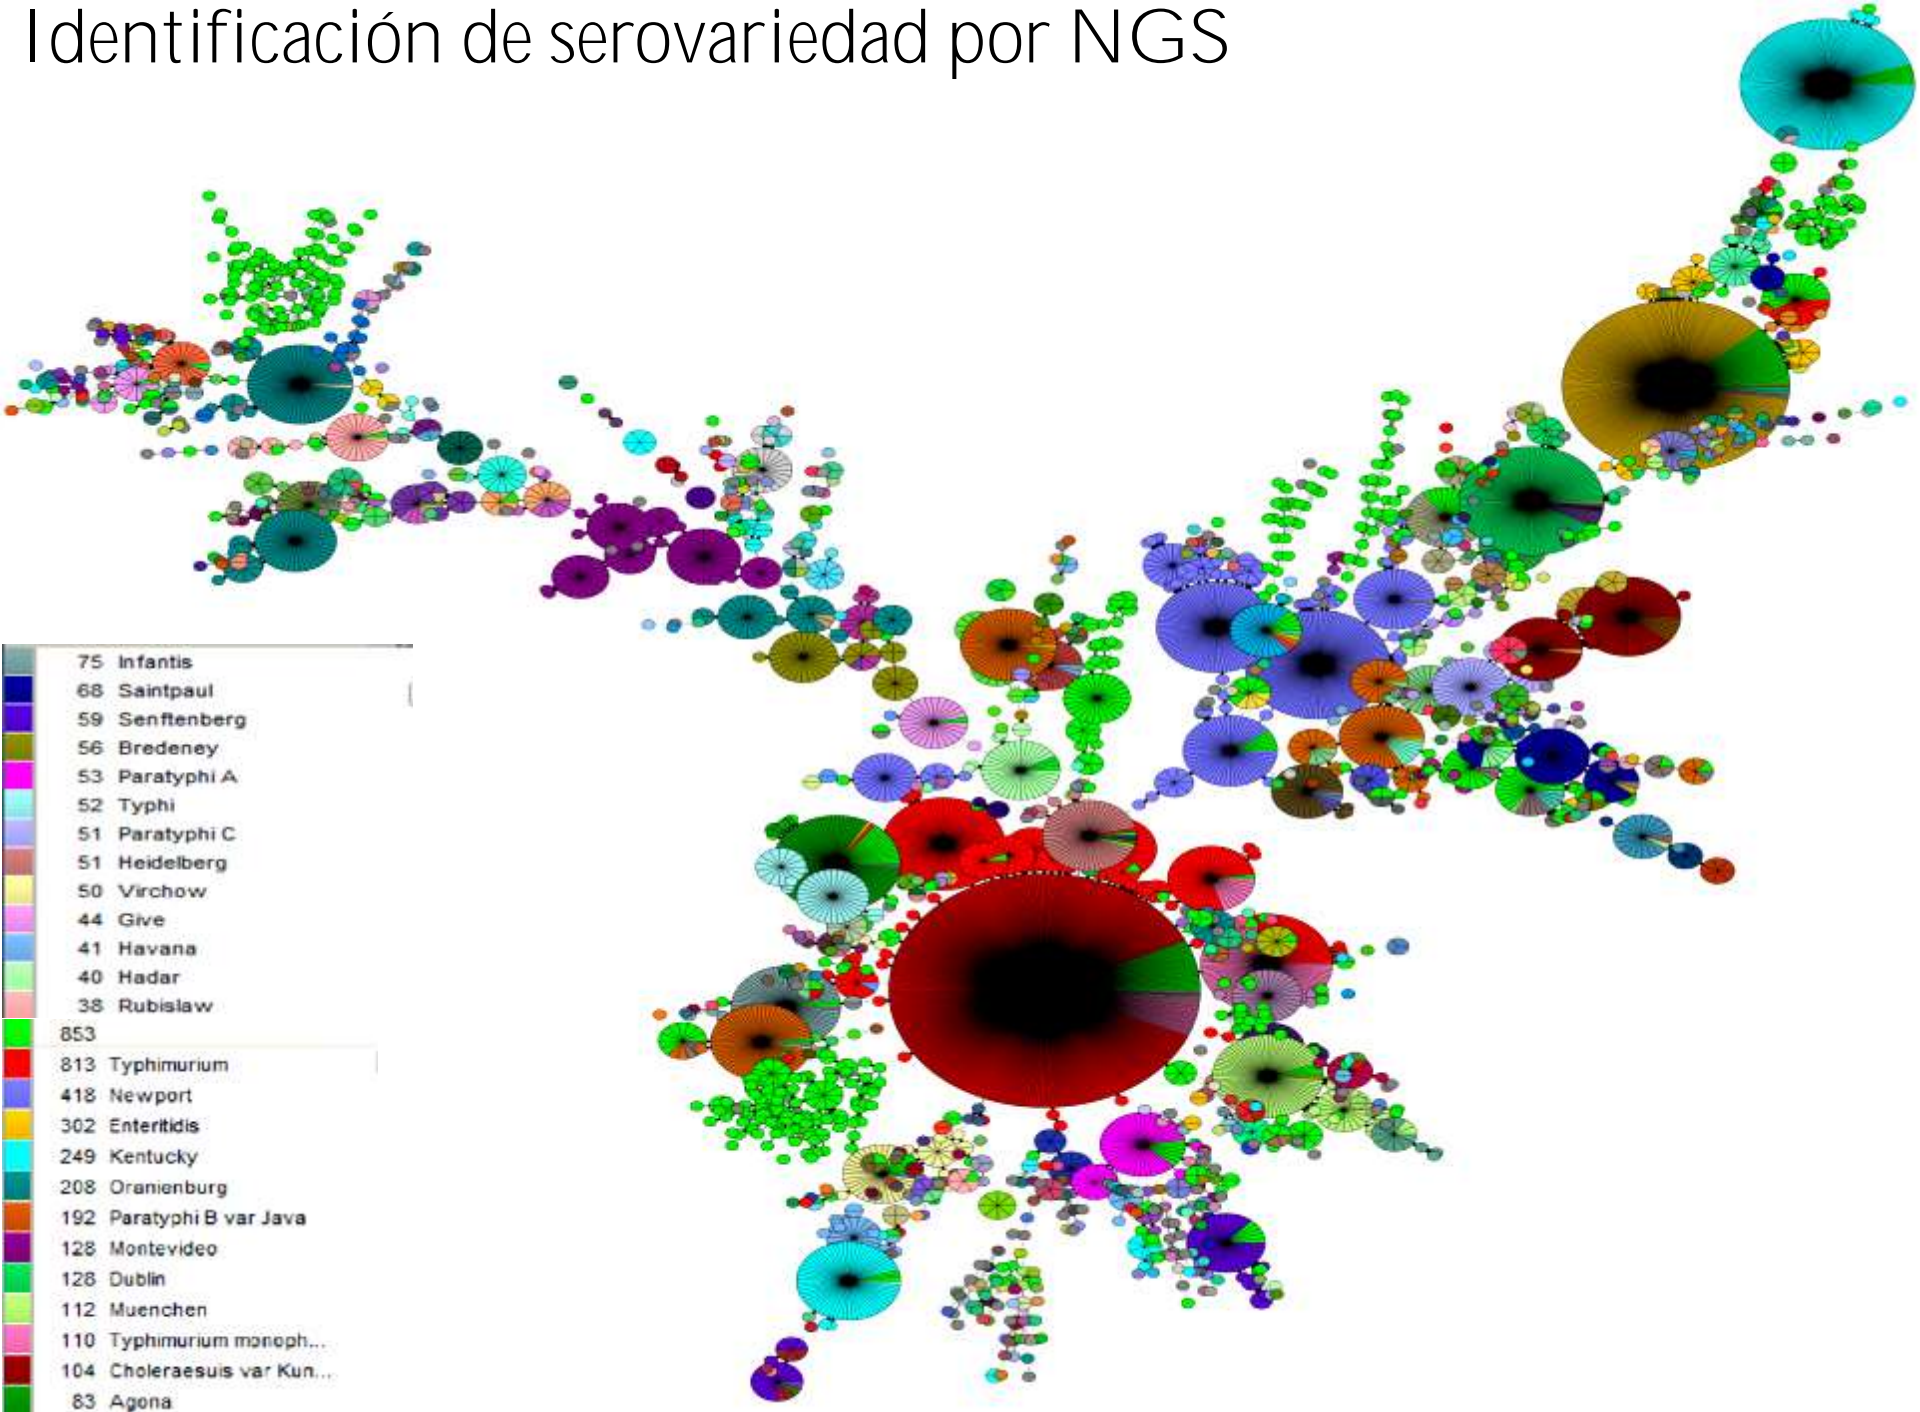 Identificación de serovariedad por NGS
75 Infantis
68 Saintpaul
59 Senftenberg
56 Bredeney
53 Paratyphi A
52 Typhi
51 Paratyphi C
51 Heidelberg
50 Virchow
44 Give
41 Havana
40 Hadar
38 Rubislaw
853
813 Typhimurium
418 Newport
302 Enteritidis
249 Kentucky
208 Oranienburg
192 Paratyphi B var Java
128 Montevideo
128 Dublin
112 Muenchen
110 Typhimurium monoph...
104 Choleraesuis var Kun...
83 Agona